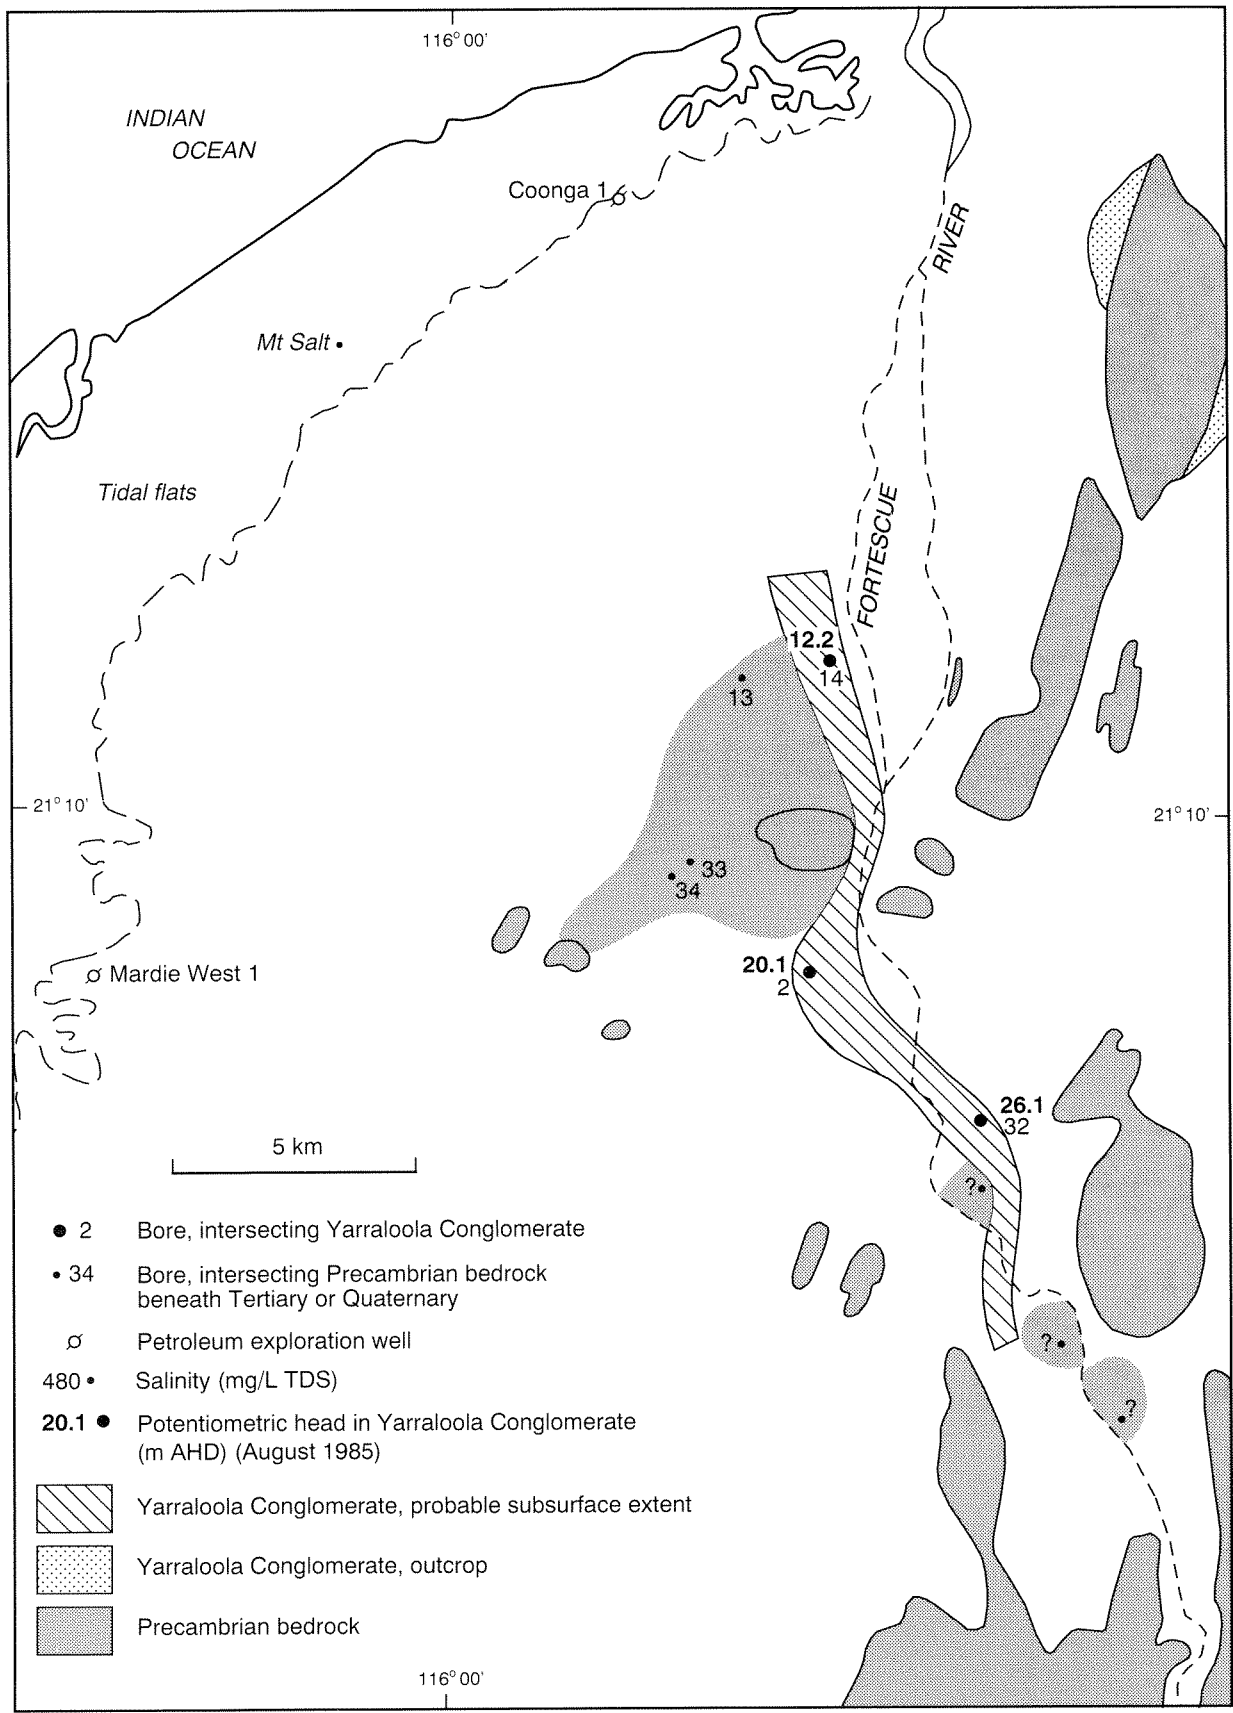 116° 00'
INDIAN
OCEAN
Coonga 1
RIVER
Mt Salt
Tidal flats
FORTESCUE
12.2
14
13
21° 10'
21° 10'
33
34
20.1
2
Mardie West 1
26.1
32
5 km
?
2 Bore, intersecting Yarraloola Conglomerate
34 Bore, intersecting Precambrian bedrock
beneath Tertiary or Quaternary
?
Petroleum exploration well
480 Salinity (mg/L TDS)
?
20.1 Potentiometric head in Yarraloola Conglomerate
(m AHD) (August 1985)
Yarraloola Conglomerate, probable subsurface extent
Yarraloola Conglomerate, outcrop
Precambrian bedrock
116° 00'